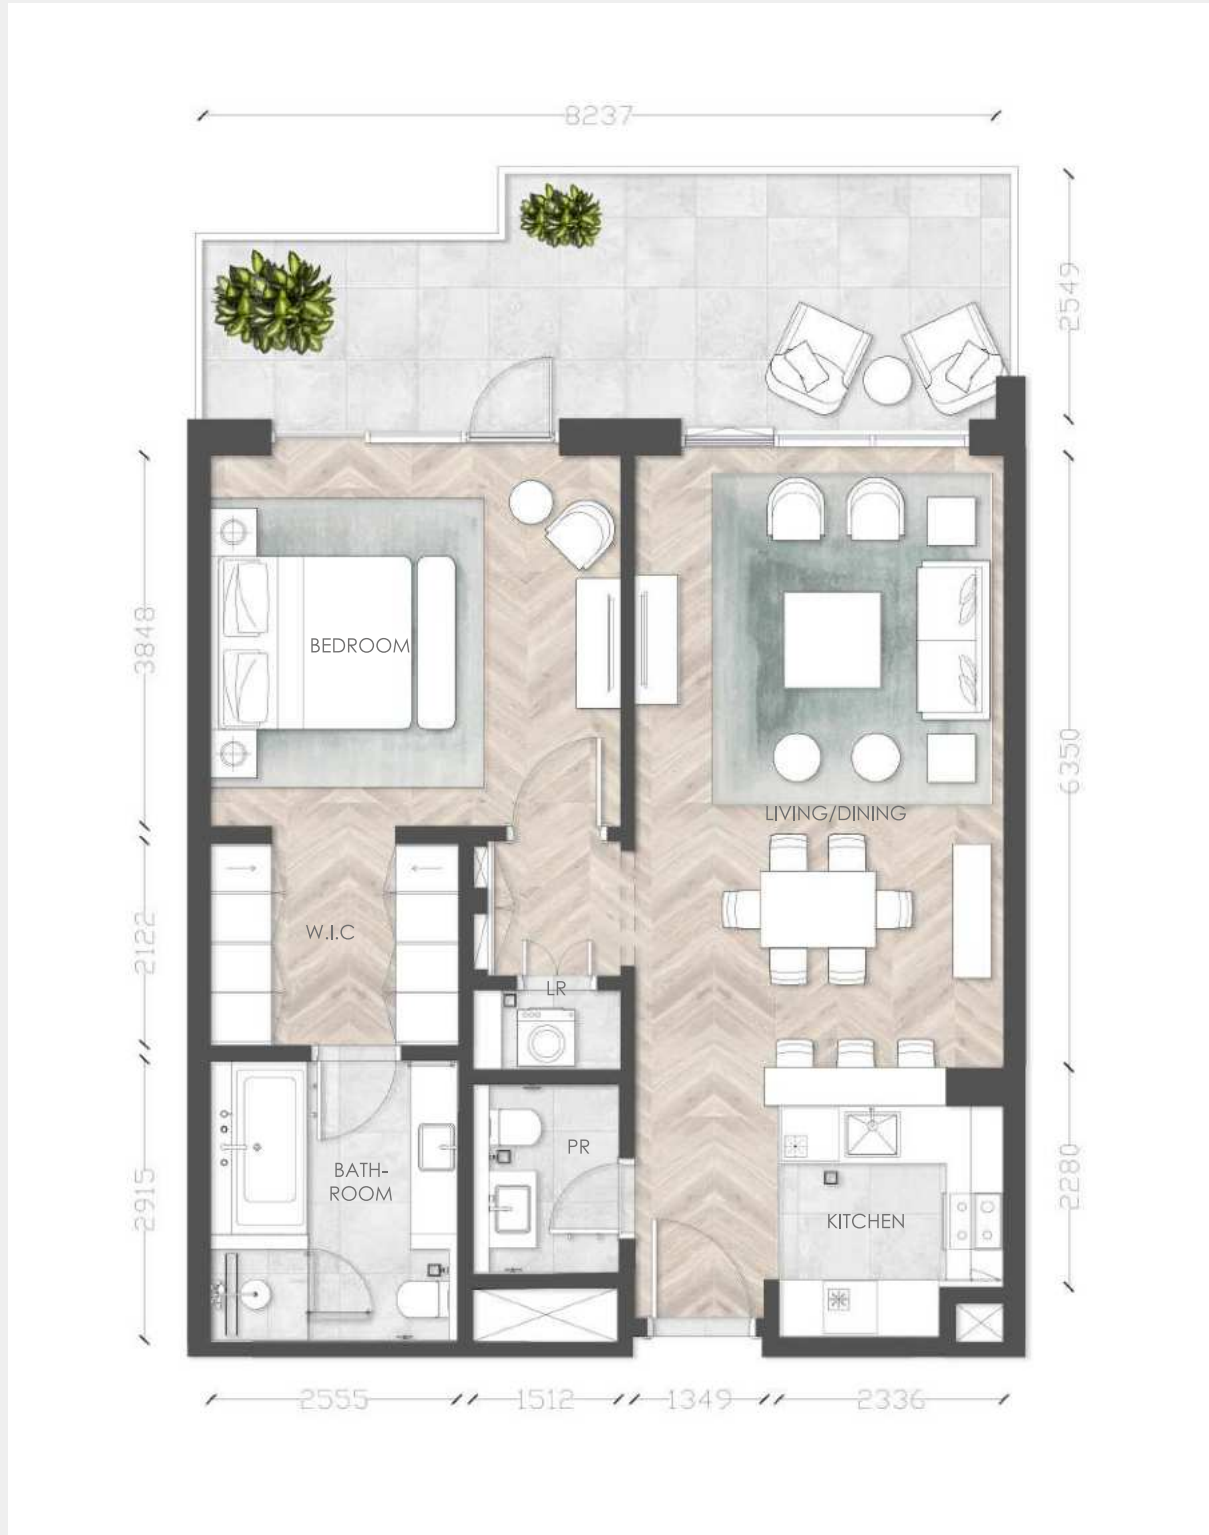 8237
2549
BEDROOM
3848
6350
LIVING/DINING
W.I.C
2122
LR
PR
BATH-
ROOM
2915
2280
KITCHEN
2555
1512
1349
2336